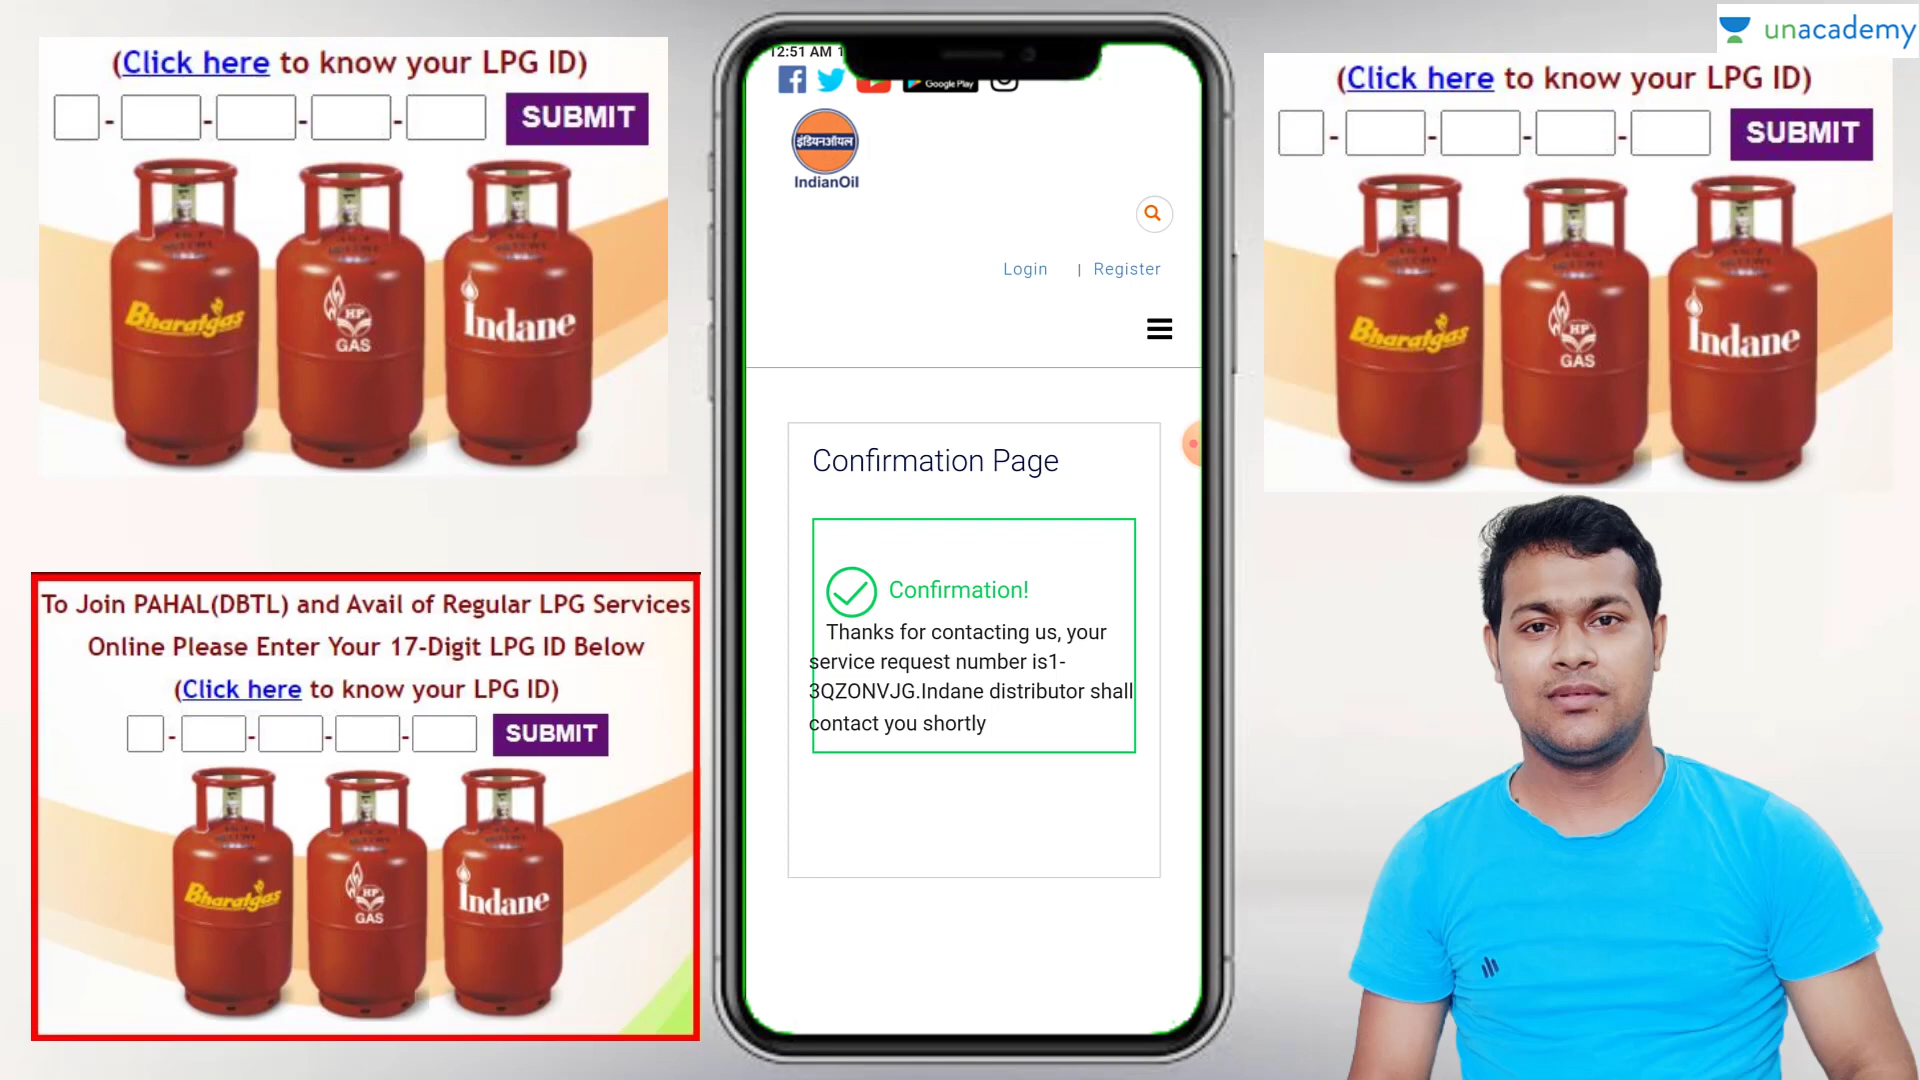 (Click here to know your LPG ID)
- - - - SUBMIT
Bharatgas
HP
GAS
Indane
To Join PAHAL(DBTL) and Avail of Regular LPG Services
Online Please Enter Your 17-Digit LPG ID Below
(Click here to know your LPG ID)
- - - - SUBMIT
Bharatgas
HP
GAS
Indane
12:51 AM
Google Play
इंडियनऑयल
IndianOil
Login | Register
Confirmation Page
Confirmation!
Thanks for contacting us, your
service request number is1-
3QZONVJG.Indane distributor shall
contact you shortly
unacademy
(Click here to know your LPG ID)
- - - - SUBMIT
Bharatgas
HP
GAS
Indane